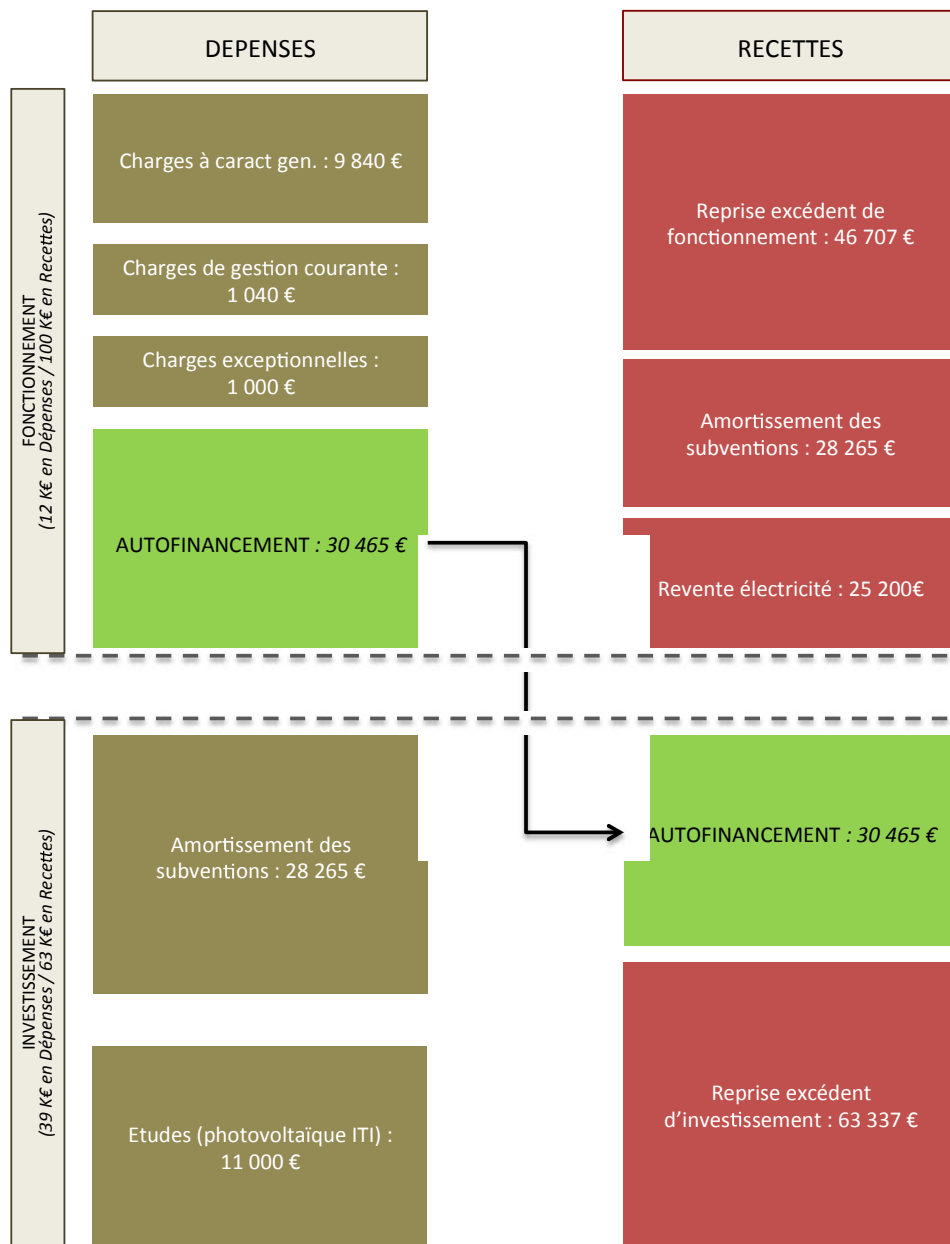 DEPENSES
RECETTES
FONCTIONNEMENT
(12 K€ en Dépenses / 100 K€ en Recettes)
Charges à caract gen. : 9 840 €
Charges de gestion courante :
1 040 €
Charges exceptionnelles :
1 000 €
AUTOFINANCEMENT : 30 465 €
Reprise excédent de
fonctionnement : 46 707 €
Amortissement des
subventions : 28 265 €
Revente électricité : 25 200€
INVESTISSEMENT
(39 K€ en Dépenses / 63 K€ en Recettes)
Amortissement des
subventions : 28 265 €
Etudes (photovoltaïque ITI) :
11 000 €
AUTOFINANCEMENT : 30 465 €
Reprise excédent
d’investissement : 63 337 €